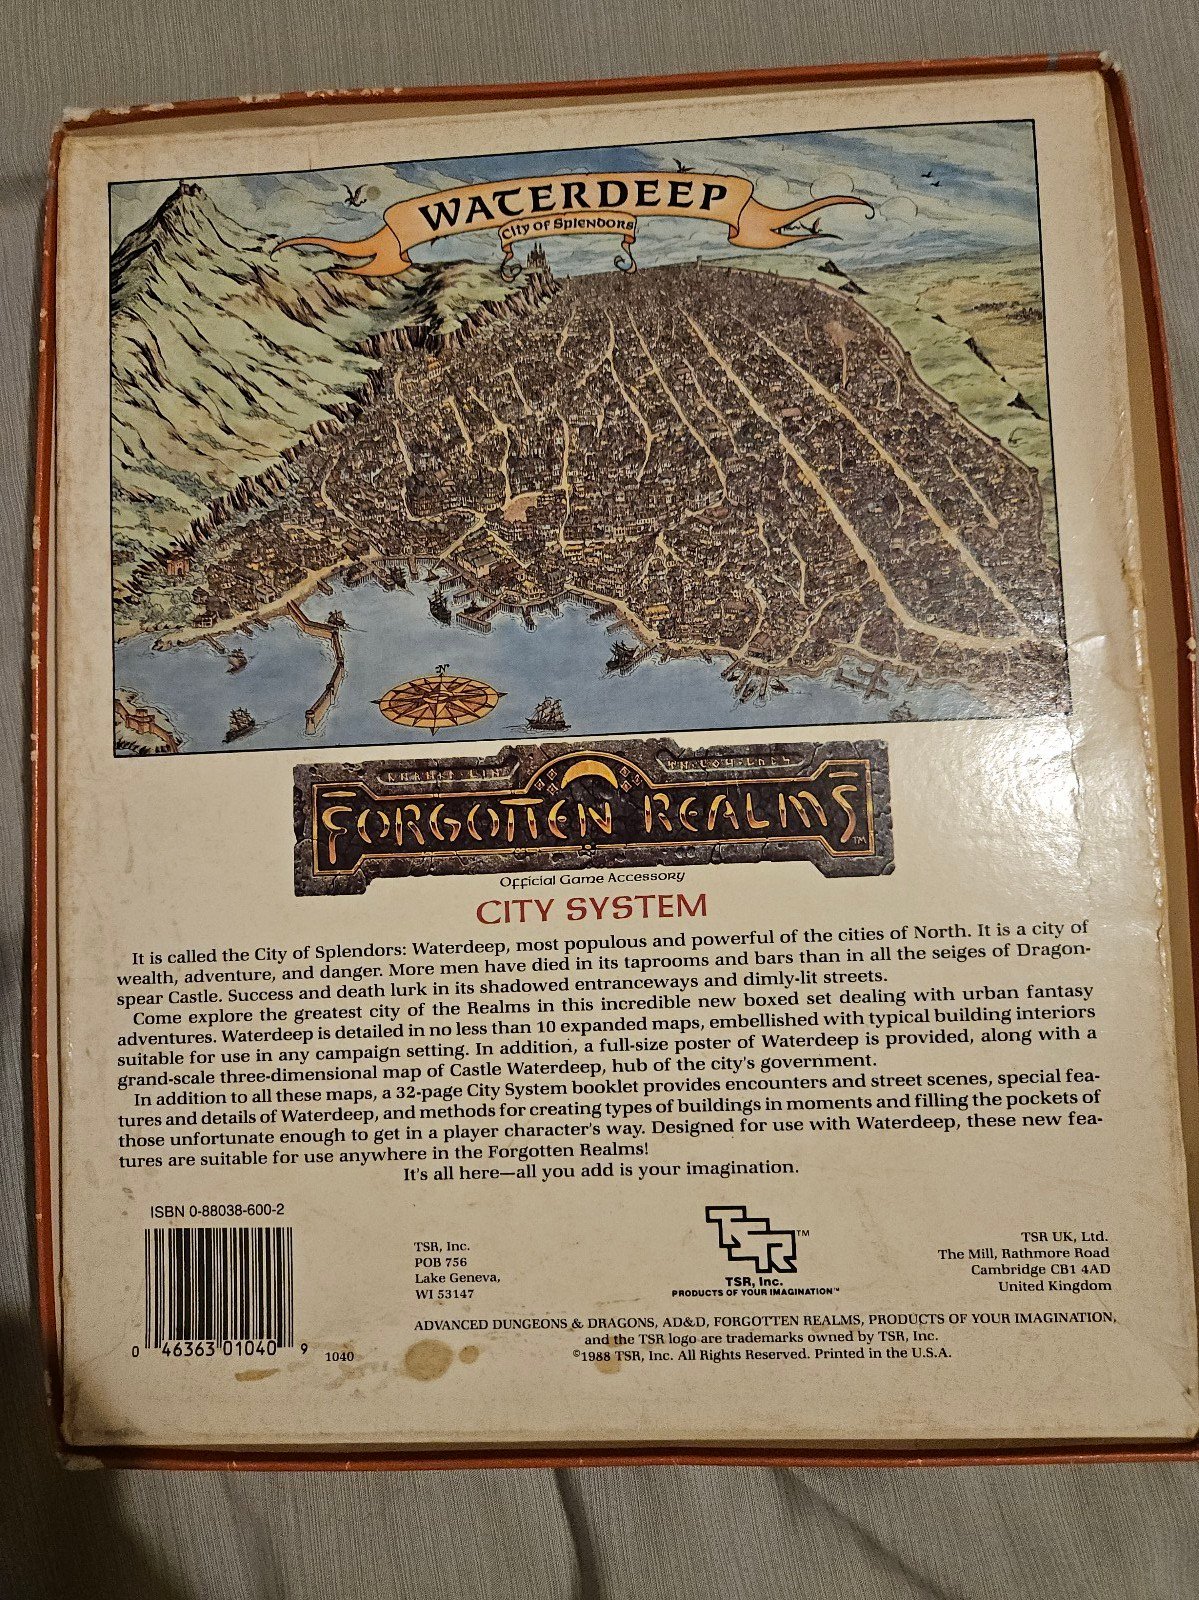 WATERDEEP
City of Splendors
N
FORGOTTEN REALMS™
Official Game Accessory
CITY SYSTEM
It is called the City of Splendors: Waterdeep, most populous and powerful of the cities of North. It is a city of
wealth, adventure, and danger. More men have died in its taprooms and bars than in all the seiges of Dragon-
spear Castle. Success and death lurk in its shadowed entranceways and dimly-lit streets.
Come explore the greatest city of the Realms in this incredible new boxed set dealing with urban fantasy
adventures. Waterdeep is detailed in no less than 10 expanded maps, embellished with typical building interiors
suitable for use in any campaign setting. In addition, a full-size poster of Waterdeep is provided, along with a
grand-scale three-dimensional map of Castle Waterdeep, hub of the city's government.
In addition to all these maps, a 32-page City System booklet provides encounters and street scenes, special fea-
tures and details of Waterdeep, and methods for creating types of buildings in moments and filling the pockets of
those unfortunate enough to get in a player character's way. Designed for use with Waterdeep, these new fea-
tures are suitable for use anywhere in the Forgotten Realms!
It's all here—all you add is your imagination.
ISBN 0-88038-600-2
0 46363 01040 9
1040
TSR, Inc.
POB 756
Lake Geneva,
WI 53147
TSR™
TSR, Inc.
PRODUCTS OF YOUR IMAGINATION™
TSR UK, Ltd.
The Mill, Rathmore Road
Cambridge CB1 4AD
United Kingdom
ADVANCED DUNGEONS & DRAGONS, AD&D, FORGOTTEN REALMS, PRODUCTS OF YOUR IMAGINATION,
and the TSR logo are trademarks owned by TSR, Inc.
©1988 TSR, Inc. All Rights Reserved. Printed in the U.S.A.